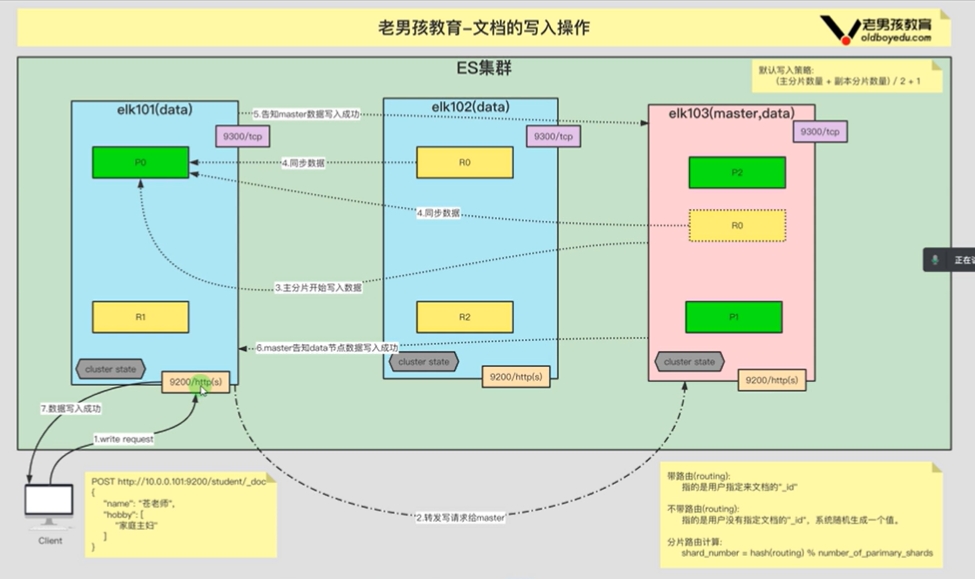 老男孩教育-文档的写入操作
老男孩教育
oldboyedu.com
ES集群
默认写入策略:
(主分片数量 + 副本分片数量) / 2 + 1
elk101(data)
9300/tcp
P0
R1
cluster state
9200/http(s)
elk102(data)
9300/tcp
R0
R2
cluster state
9200/http(s)
elk103(master,data)
9300/tcp
P2
R0
P1
cluster state
9200/http(s)
5.告知master数据写入成功
4.同步数据
4.同步数据
3.主分片开始写入数据
6.master告知data节点数据写入成功
7.数据写入成功
1.write request
2.转发写请求给master
Client
POST http://10.0.0.101:9200/student/_doc
{
"name": "苍老师",
"hobby": [
"家庭主妇"
]
}
带路由(routing):
指的是用户指定来文档的"_id"
不带路由(routing):
指的是用户没有指定文档的"_id"，系统随机生成一个值。
分片路由计算:
shard_number = hash(routing) % number_of_parimary_shards
正在